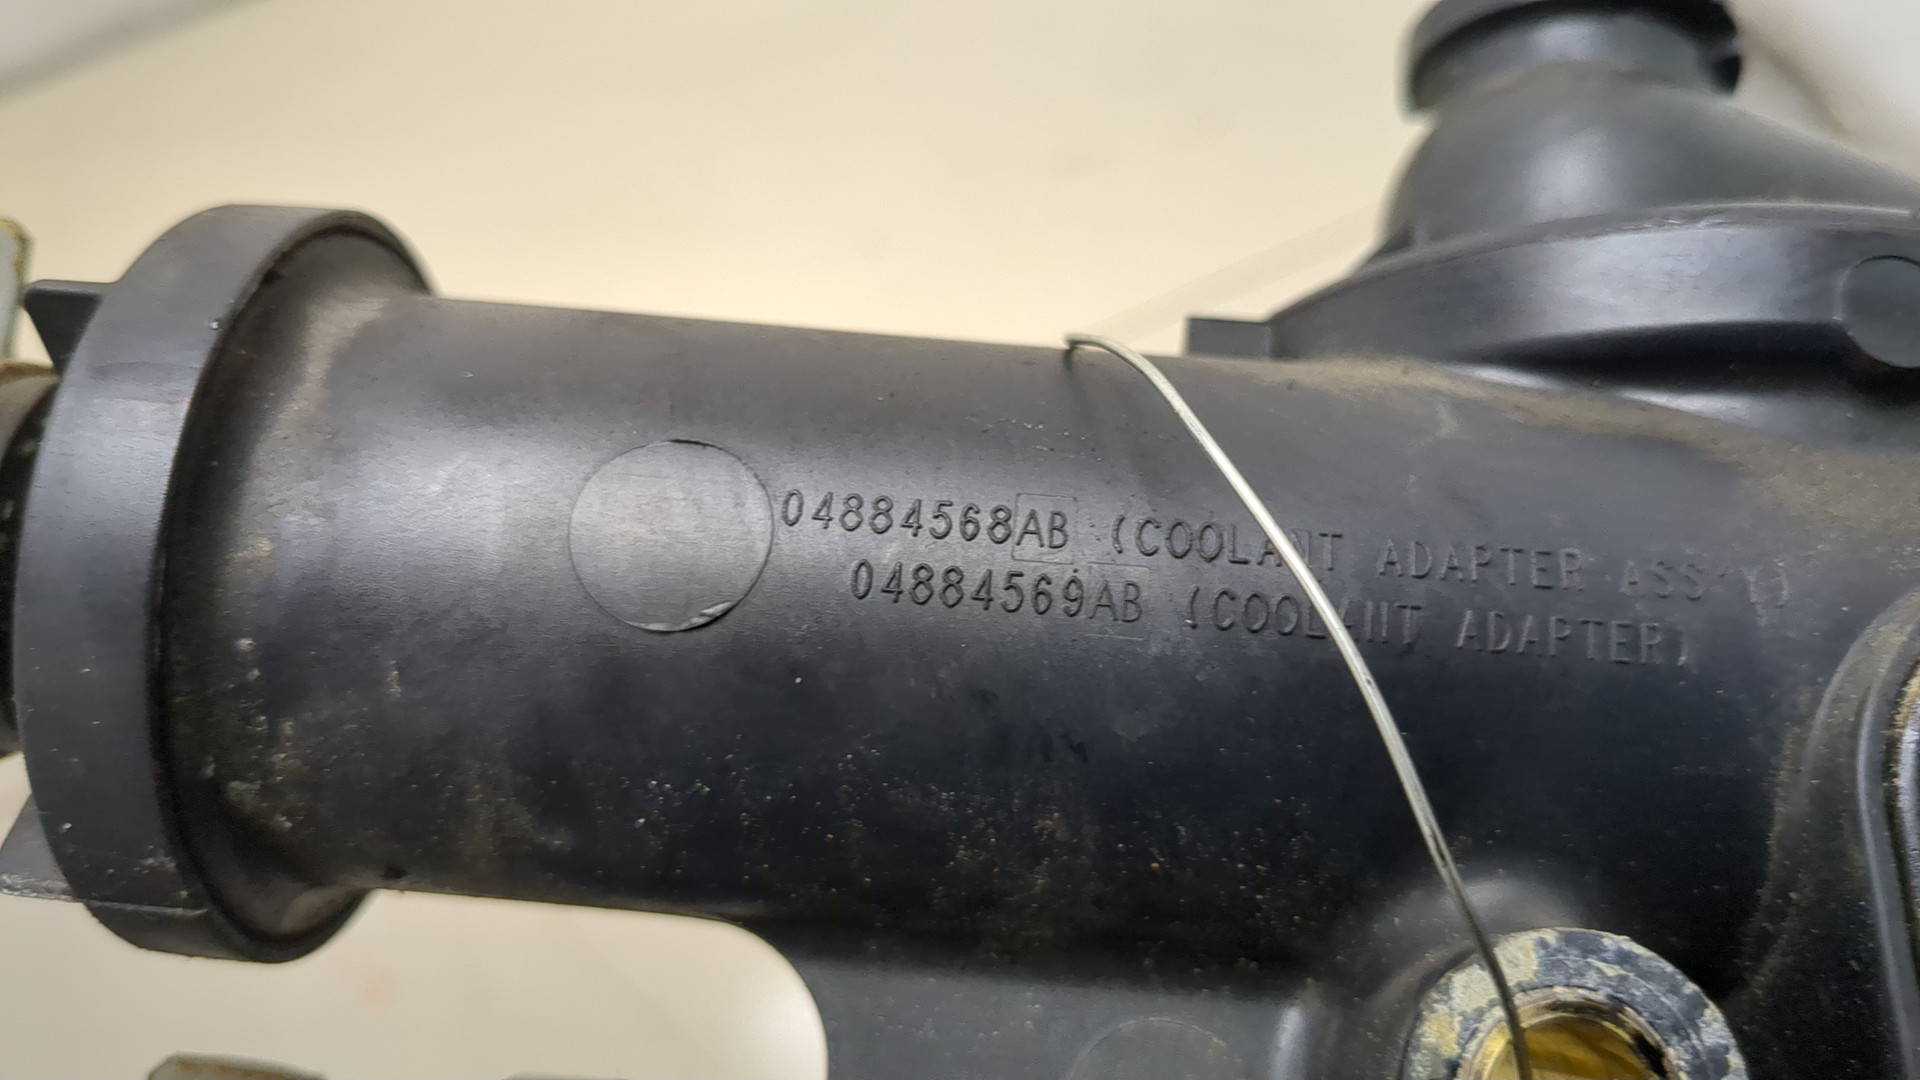 04884568AB (COOLANT ADAPTER ASS'Y)
04884569AB (COOLANT ADAPTER)